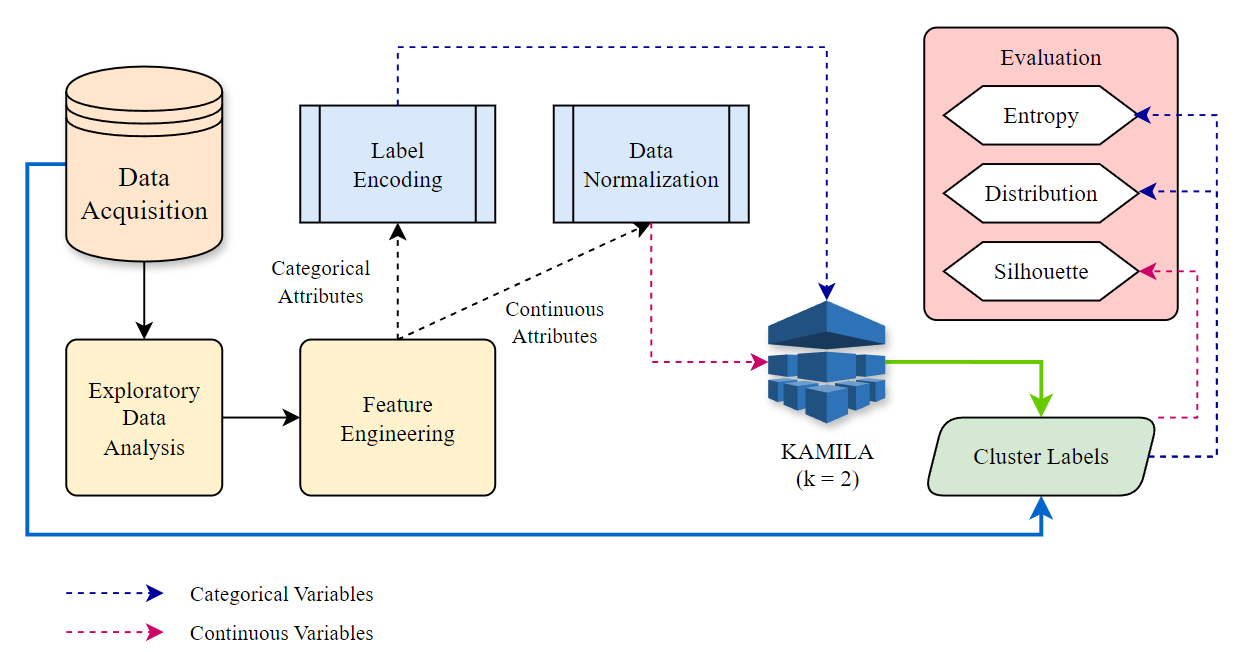 Data
Acquisition
Exploratory
Data
Analysis
Feature
Engineering
Categorical
Attributes
Continuous
Attributes
Label
Encoding
Data
Normalization
KAMILA
(k = 2)
Cluster Labels
Evaluation
Entropy
Distribution
Silhouette
Categorical Variables
Continuous Variables